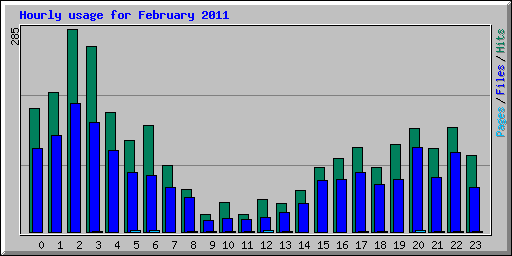 Hourly usage for February 2011
285
Pages / Files / Hits
0 1 2 3 4 5 6 7 8 9 10 11 12 13 14 15 16 17 18 19 20 21 22 23